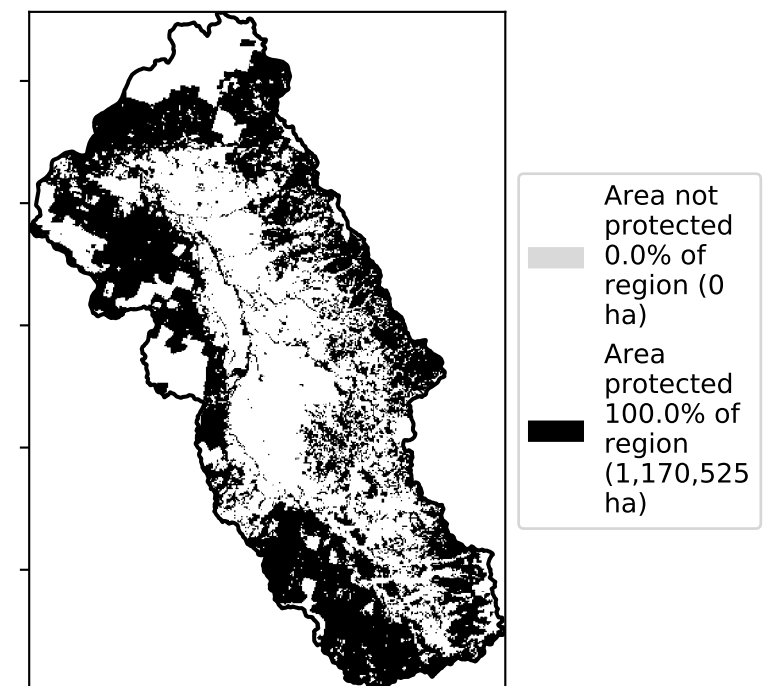 Area not
protected
0.0% of
region (0
ha)
Area
protected
100.0% of
region
(1,170,525
ha)